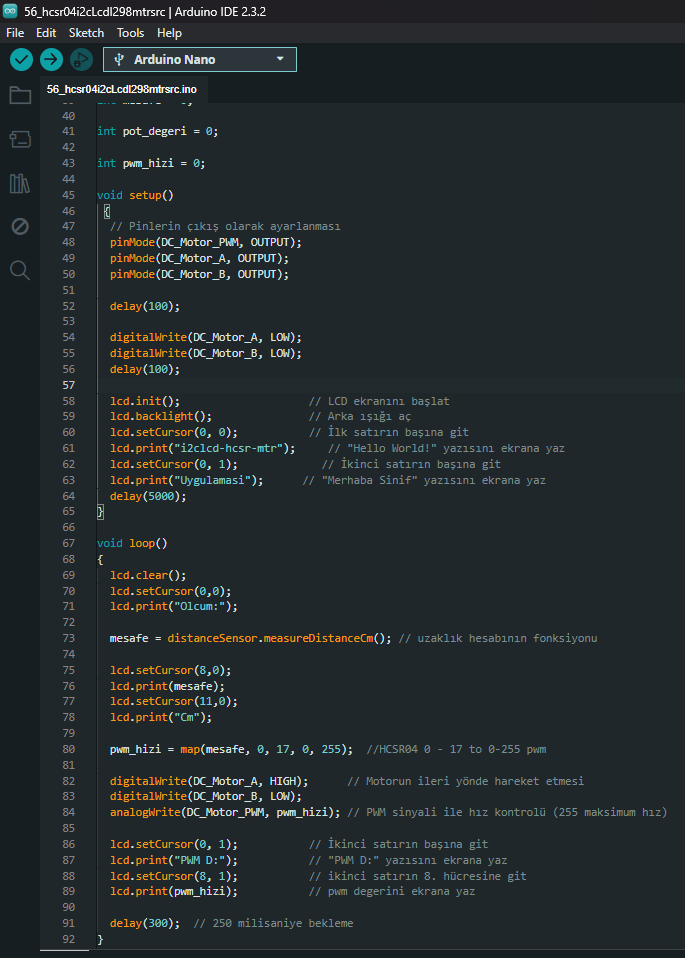 56_hcsr04i2cLcdl298mtrsrc | Arduino IDE 2.3.2
File Edit Sketch Tools Help
Arduino Nano
56_hcsr04i2cLcdl298mtrsrc.ino
40
41 int pot_degeri = 0;
42
43 int pwm_hizi = 0;
44
45 void setup()
46 {
47 // Pinlerin çıkış olarak ayarlanması
48 pinMode(DC_Motor_PWM, OUTPUT);
49 pinMode(DC_Motor_A, OUTPUT);
50 pinMode(DC_Motor_B, OUTPUT);
51
52 delay(100);
53
54 digitalWrite(DC_Motor_A, LOW);
55 digitalWrite(DC_Motor_B, LOW);
56 delay(100);
57
58 lcd.init(); // LCD ekranını başlat
59 lcd.backlight(); // Arka ışığı aç
60 lcd.setCursor(0, 0); // İlk satırın başına git
61 lcd.print("i2clcd-hcsr-mtr"); // "Hello World!" yazısını ekrana yaz
62 lcd.setCursor(0, 1); // İkinci satırın başına git
63 lcd.print("Uygulamasi"); // "Merhaba Sinif" yazısını ekrana yaz
64 delay(5000);
65 }
66
67 void loop()
68 {
69 lcd.clear();
70 lcd.setCursor(0,0);
71 lcd.print("Olcum:");
72
73 mesafe = distanceSensor.measureDistanceCm(); // uzaklık hesabının fonksiyonu
74
75 lcd.setCursor(8,0);
76 lcd.print(mesafe);
77 lcd.setCursor(11,0);
78 lcd.print("Cm");
79
80 pwm_hizi = map(mesafe, 0, 17, 0, 255); //HCSR04 0 - 17 to 0-255 pwm
81
82 digitalWrite(DC_Motor_A, HIGH); // Motorun ileri yönde hareket etmesi
83 digitalWrite(DC_Motor_B, LOW);
84 analogWrite(DC_Motor_PWM, pwm_hizi); // PWM sinyali ile hız kontrolü (255 maksimum hız)
85
86 lcd.setCursor(0, 1); // İkinci satırın başına git
87 lcd.print("PWM D:"); // "PWM D:" yazısını ekrana yaz
88 lcd.setCursor(8, 1); // ikinci satırın 8. hücresine git
89 lcd.print(pwm_hizi); // pwm degerini ekrana yaz
90
91 delay(300); // 250 milisaniye bekleme
92 }